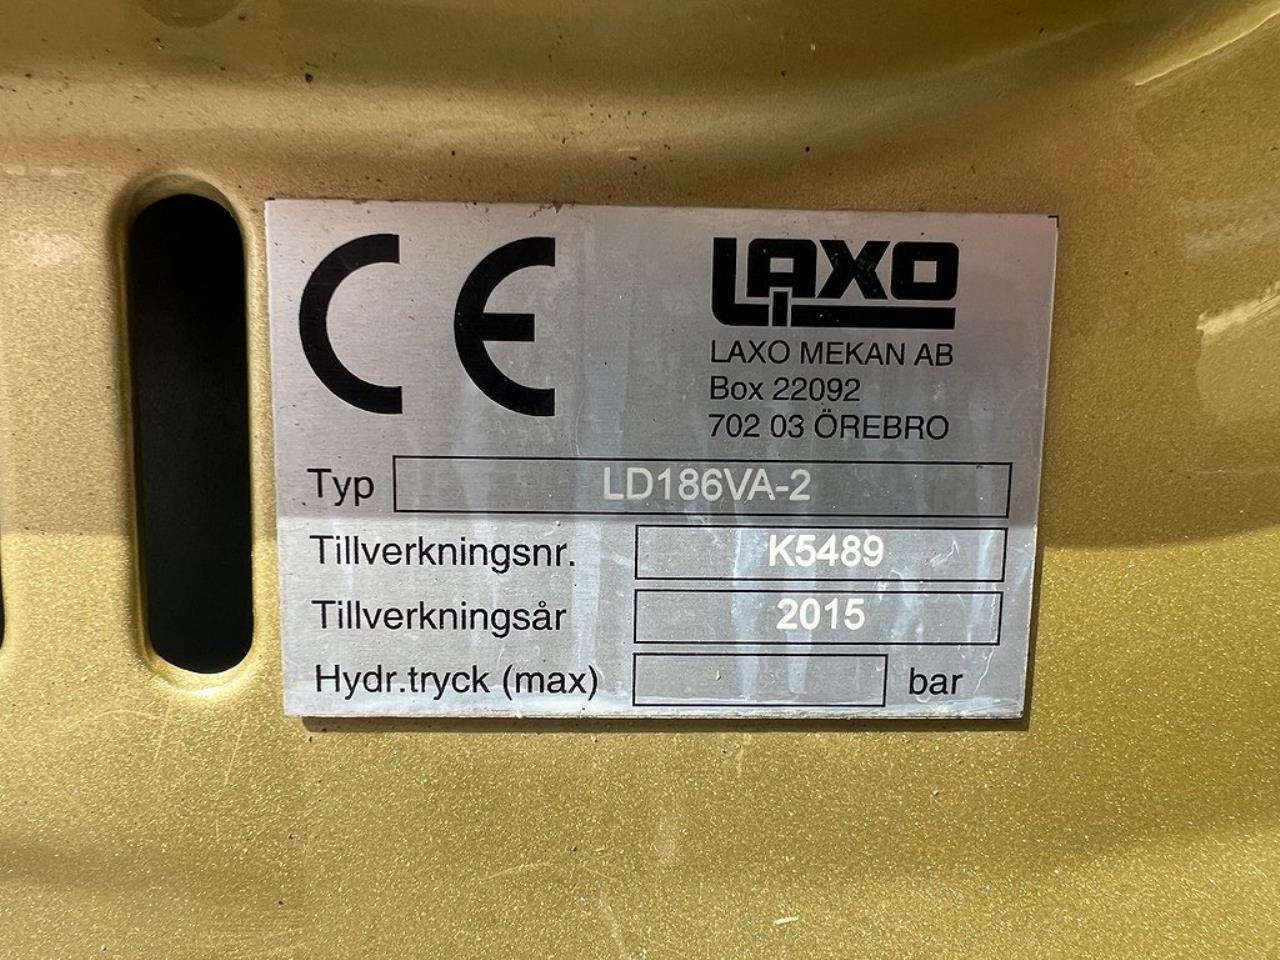 CE
LAXO
LAXO MEKAN AB
Box 22092
702 03 ÖREBRO
Typ LD186VA-2
Tillverkningsnr. K5489
Tillverkningsår 2015
Hydr.tryck (max) bar